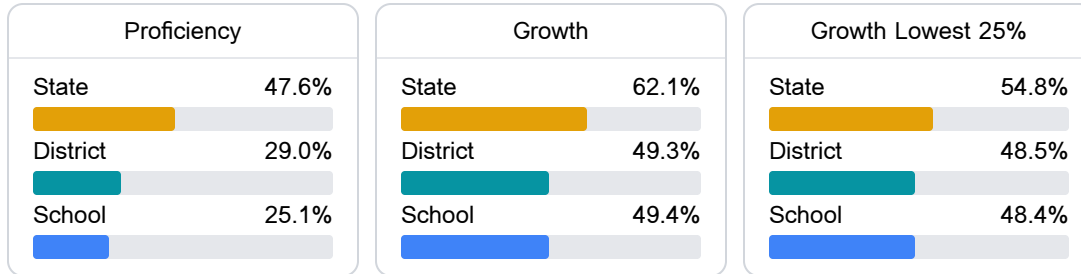 Proficiency
State 47.6%
District 29.0%
School 25.1%
Growth
State 62.1%
District 49.3%
School 49.4%
Growth Lowest 25%
State 54.8%
District 48.5%
School 48.4%